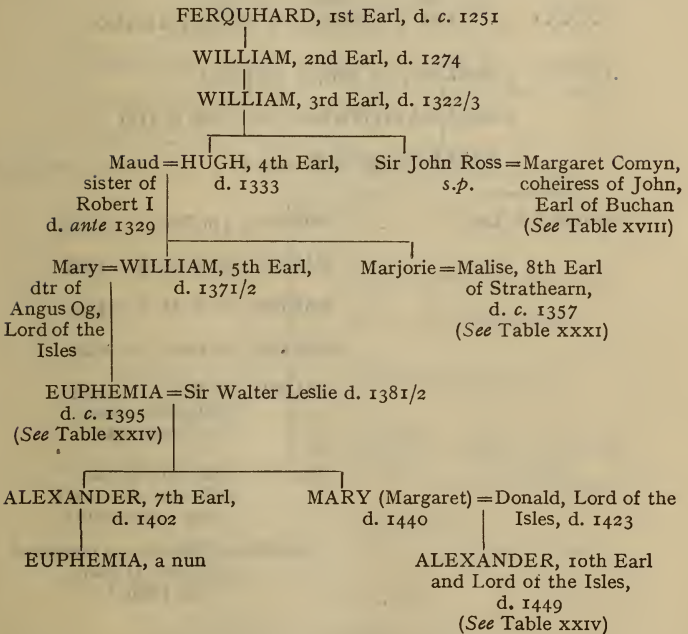 FERQUHARD, 1st Earl, d. c. 1251
WILLIAM, 2nd Earl, d. 1274
WILLIAM, 3rd Earl, d. 1322/3
Maud = HUGH, 4th Earl, Sir John Ross = Margaret Comyn,
sister of d. 1333 s.p. coheiress of John,
Robert I Earl of Buchan
d. ante 1329 (See Table XVIII)
Mary = WILLIAM, 5th Earl, Marjorie = Malise, 8th Earl
dtr of d. 1371/2 of Strathearn,
Angus Og, d. c. 1357
Lord of the (See Table XXXI)
Isles
EUPHEMIA = Sir Walter Leslie d. 1381/2
d. c. 1395
(See Table XXIV)
ALEXANDER, 7th Earl, MARY (Margaret) = Donald, Lord of the
d. 1402 d. 1440 Isles, d. 1423
EUPHEMIA, a nun ALEXANDER, 10th Earl
and Lord of the Isles,
d. 1449
(See Table XXIV)